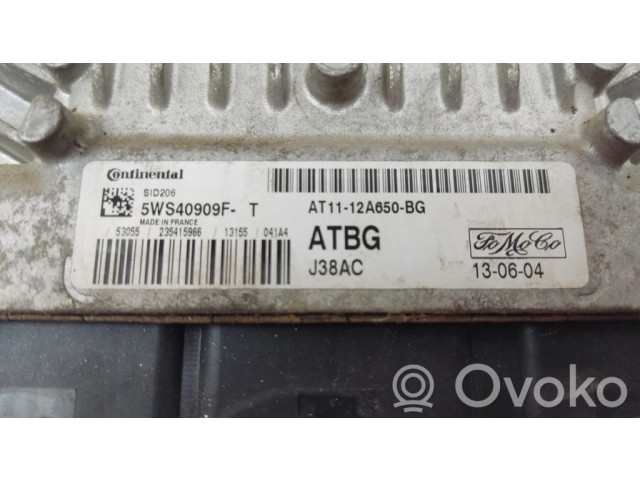 Continental
SID206
5WS40909F- T
MADE IN FRANCE
/ 53055 / 235415966 / 13155 / 041A4
AT11-12A650-BG
ATBG
J38AC
FoMoCo
13-06-04
Ovoko